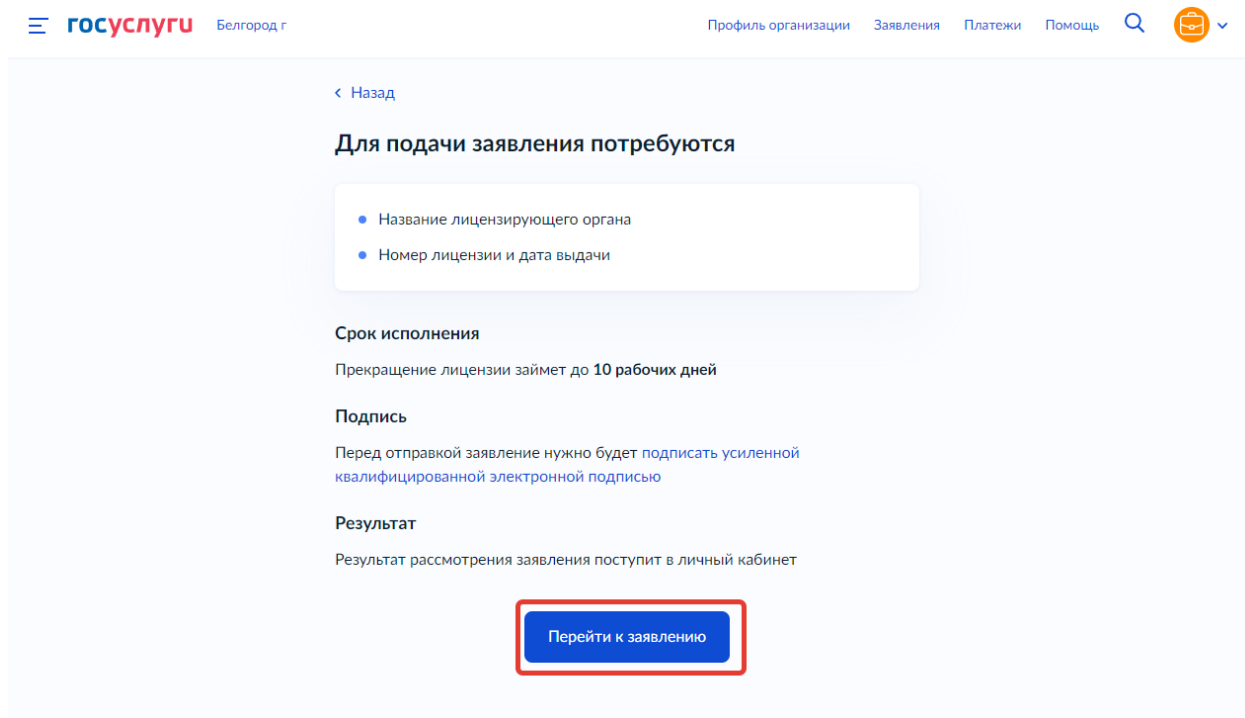 госуслуги Белгород г Профиль организации Заявления Платежи Помощь
Назад
Для подачи заявления потребуются
Название лицензирующего органа
Номер лицензии и дата выдачи
Срок исполнения
Прекращение лицензии займет до 10 рабочих дней
Подпись
Перед отправкой заявление нужно будет подписать усиленной
квалифицированной электронной подписью
Результат
Результат рассмотрения заявления поступит в личный кабинет
Перейти к заявлению